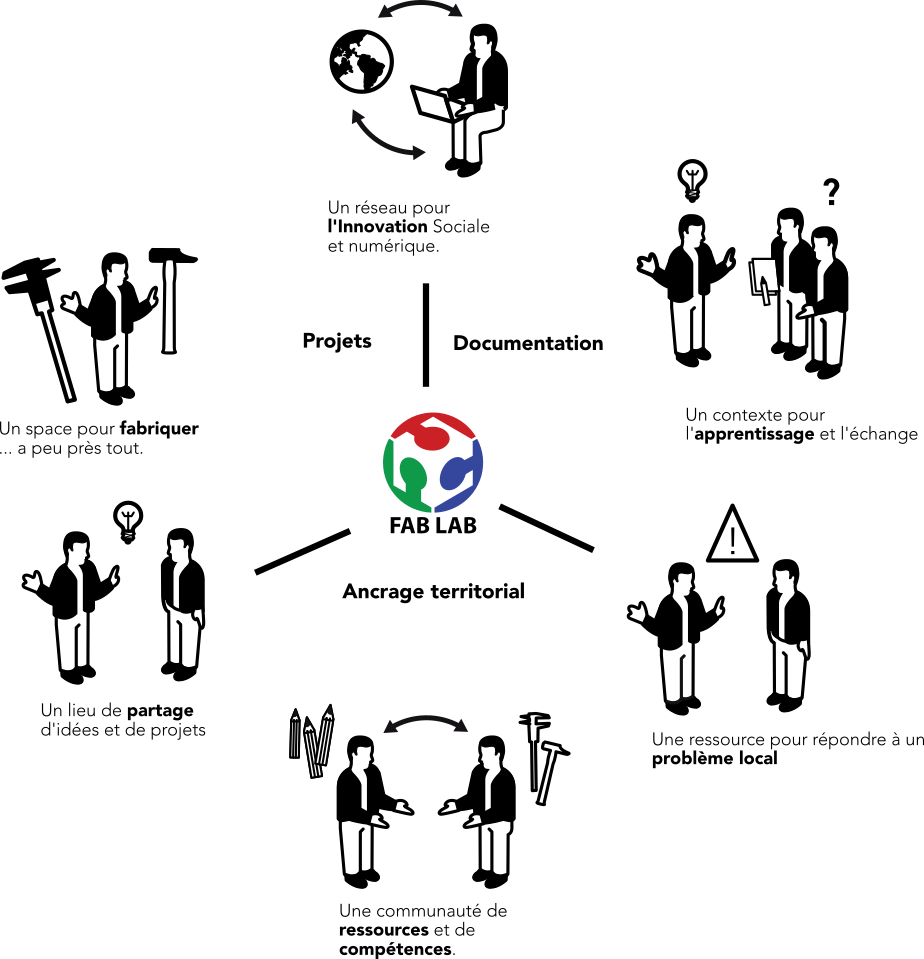 Un réseau pour
l'Innovation Sociale
et numérique.
?
Projets
Documentation
Un space pour fabriquer
... a peu près tout.
Un contexte pour
l'apprentissage et l'échange
FAB LAB
!
Ancrage territorial
Un lieu de partage
d'idées et de projets
Une ressource pour répondre à un
problème local
Une communauté de
ressources et de
compétences.